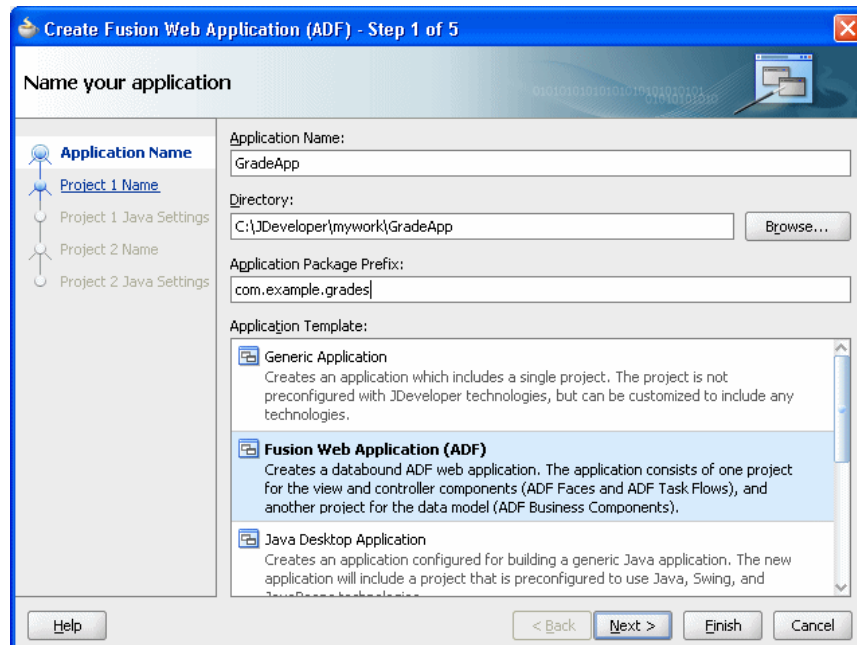 Create Fusion Web Application (ADF) - Step 1 of 5
Name your application
Application Name
Project 1 Name
Project 1 Java Settings
Project 2 Name
Project 2 Java Settings
Application Name:
GradeApp
Directory:
C:\JDeveloper\mywork\GradeApp
Browse...
Application Package Prefix:
com.example.grades
Application Template:
Generic Application
Creates an application which includes a single project. The project is not
preconfigured with JDeveloper technologies, but can be customized to include any
technologies.
Fusion Web Application (ADF)
Creates a databound ADF web application. The application consists of one project
for the view and controller components (ADF Faces and ADF Task Flows), and
another project for the data model (ADF Business Components).
Java Desktop Application
Creates an application configured for building a generic Java application. The new
application will include a project that is preconfigured to use Java, Swing, and
JavaBeans technologies.
Help
< Back
Next >
Finish
Cancel